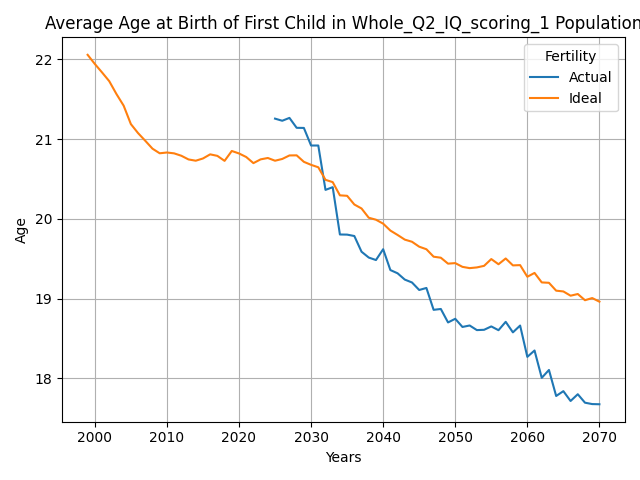 Average Age at Birth of First Child in Whole_Q2_IQ_scoring_1 Population
Fertility
Actual
Ideal
22
21
20
19
18
Age
2000 2010 2020 2030 2040 2050 2060 2070
Years